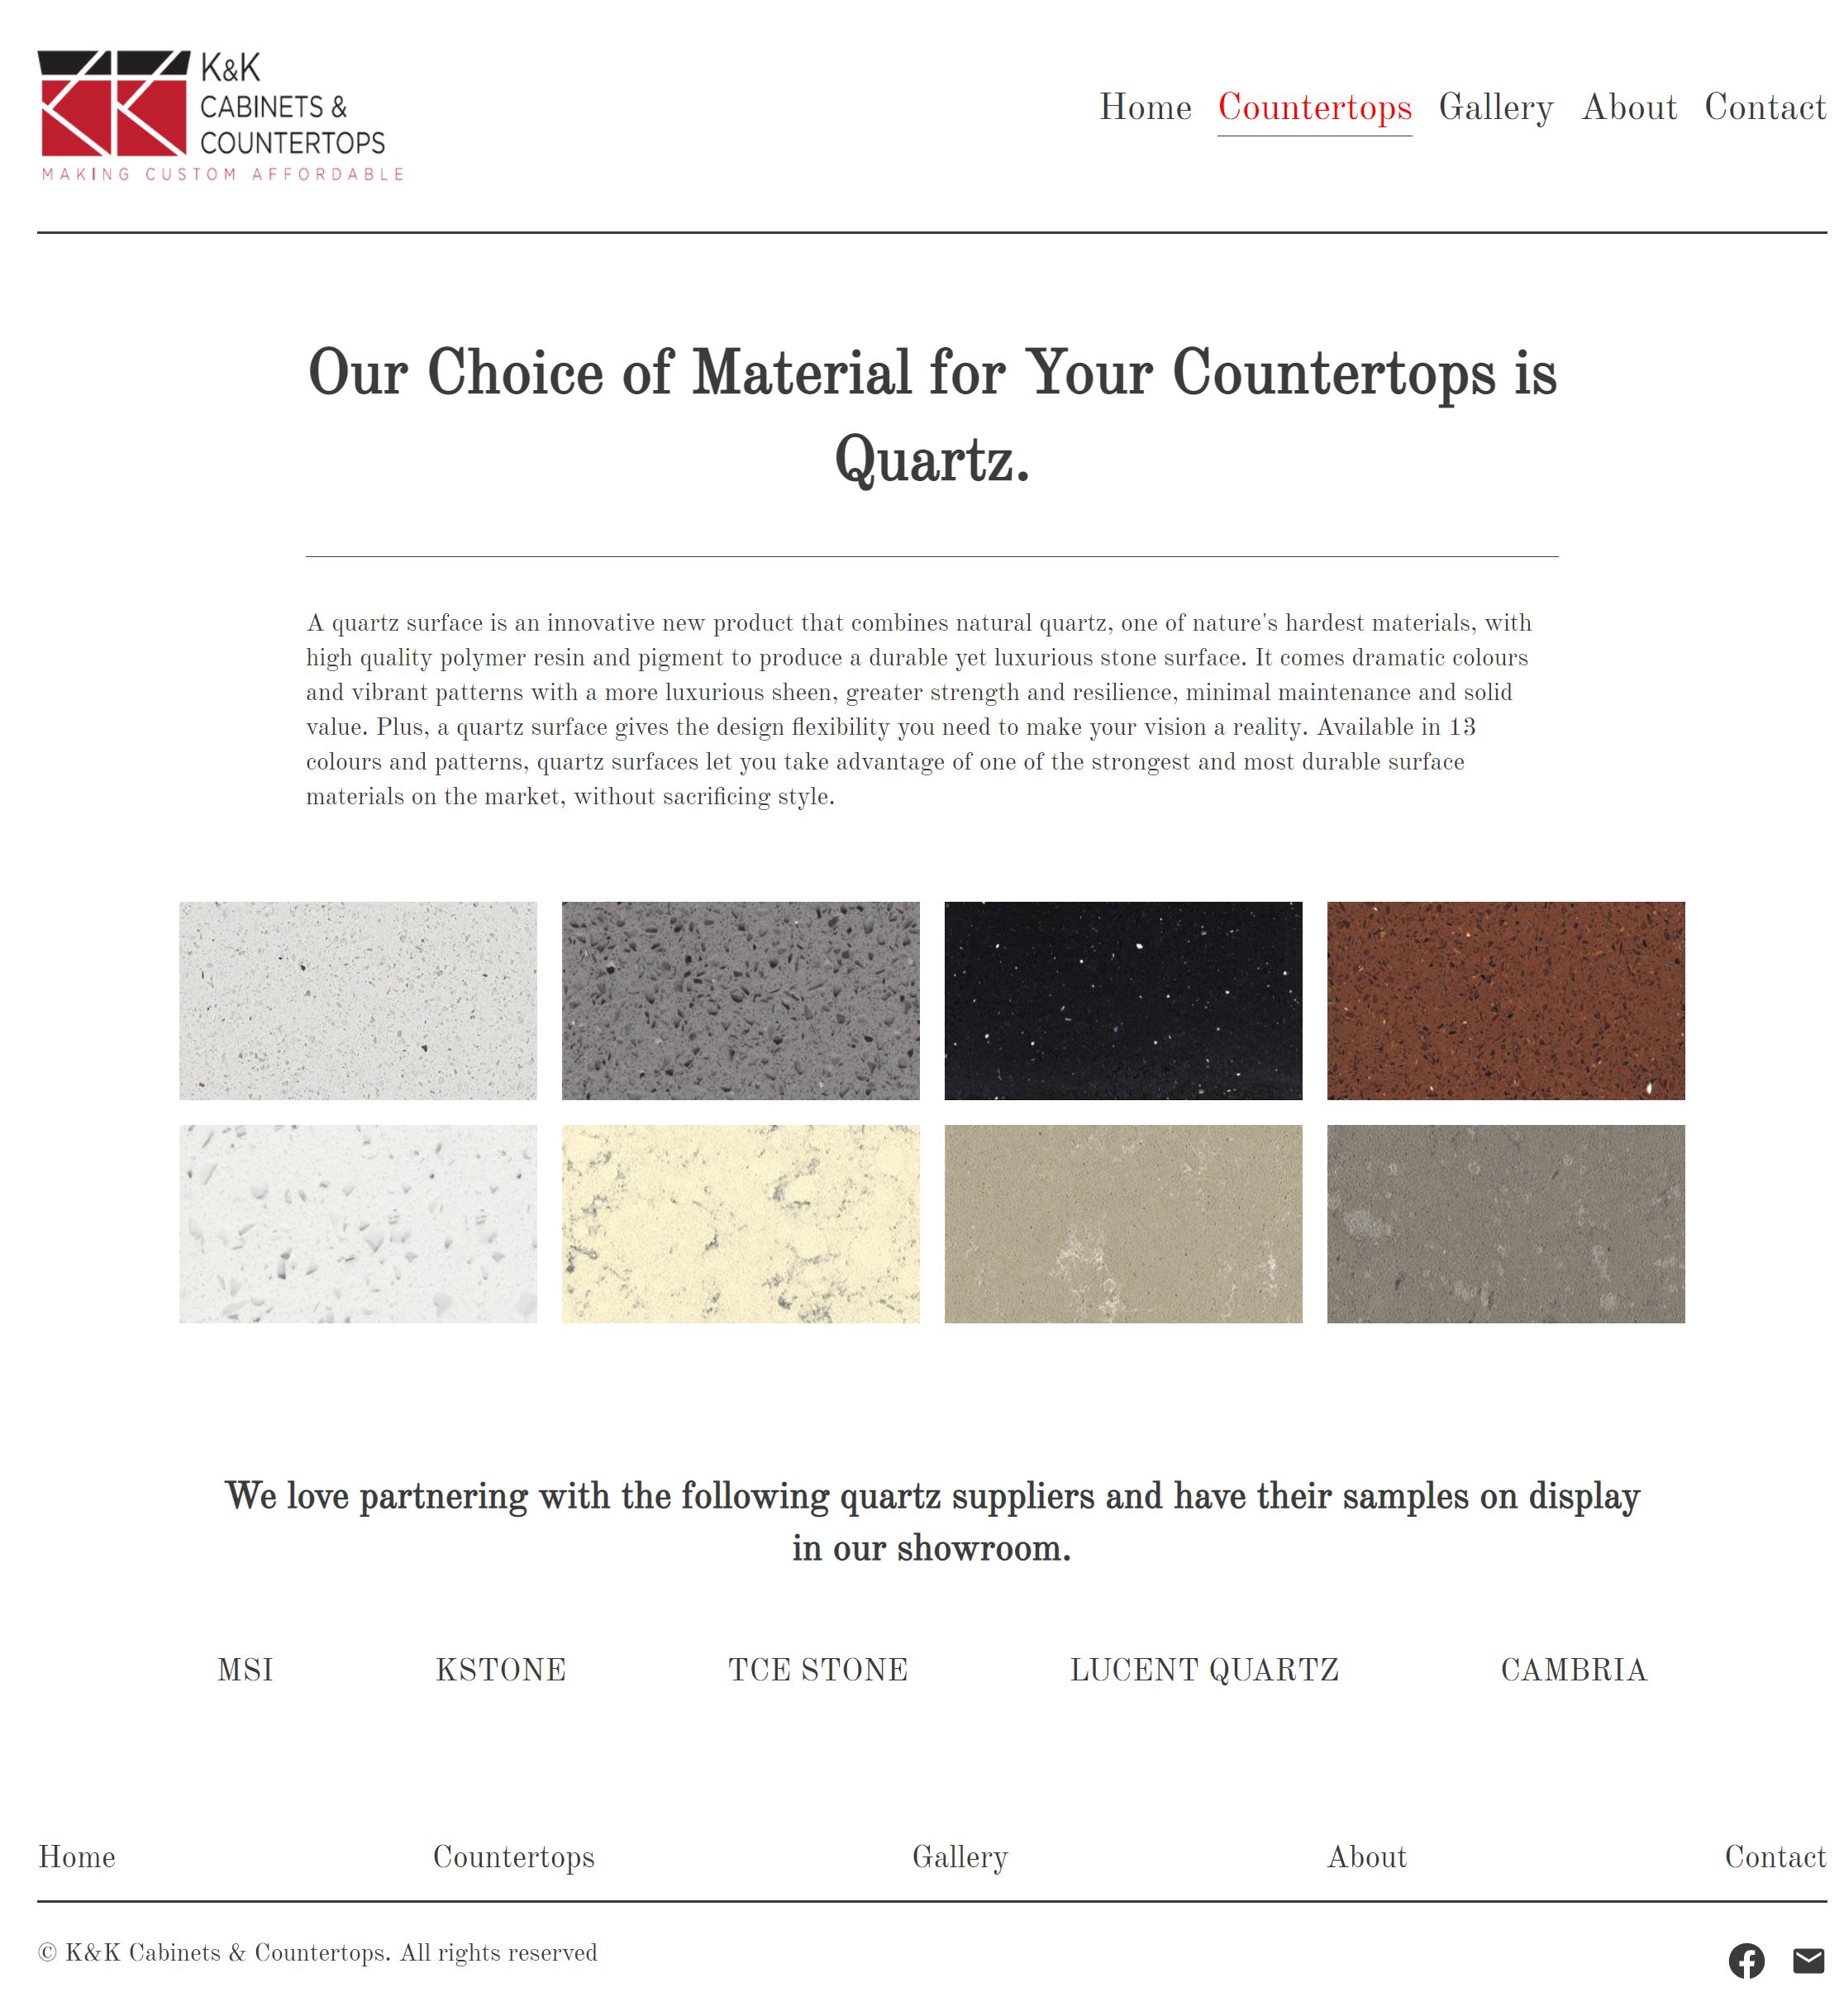 K&K
CABINETS &
COUNTERTOPS
MAKING CUSTOM AFFORDABLE
Home Countertops Gallery About Contact
Our Choice of Material for Your Countertops is
Quartz.
A quartz surface is an innovative new product that combines natural quartz, one of nature's hardest materials, with
high quality polymer resin and pigment to produce a durable yet luxurious stone surface. It comes dramatic colours
and vibrant patterns with a more luxurious sheen, greater strength and resilience, minimal maintenance and solid
value. Plus, a quartz surface gives the design flexibility you need to make your vision a reality. Available in 13
colours and patterns, quartz surfaces let you take advantage of one of the strongest and most durable surface
materials on the market, without sacrificing style.
We love partnering with the following quartz suppliers and have their samples on display
in our showroom.
MSI KSTONE TCE STONE LUCENT QUARTZ CAMBRIA
Home Countertops Gallery About Contact
© K&K Cabinets & Countertops. All rights reserved